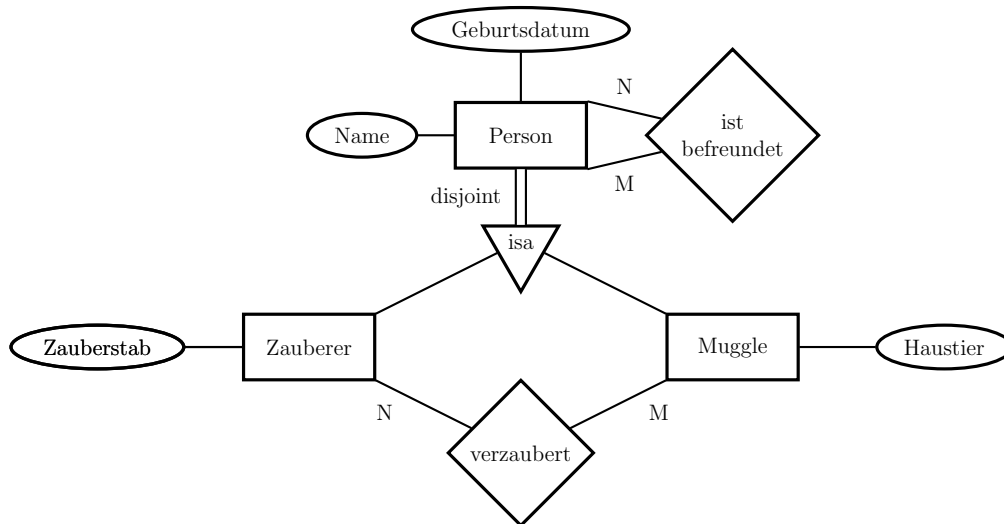 Geburtsdatum
N
Name
Person
ist
befreundet
M
disjoint
isa
Zauberstab
Zauberer
Muggle
Haustier
N
M
verzaubert